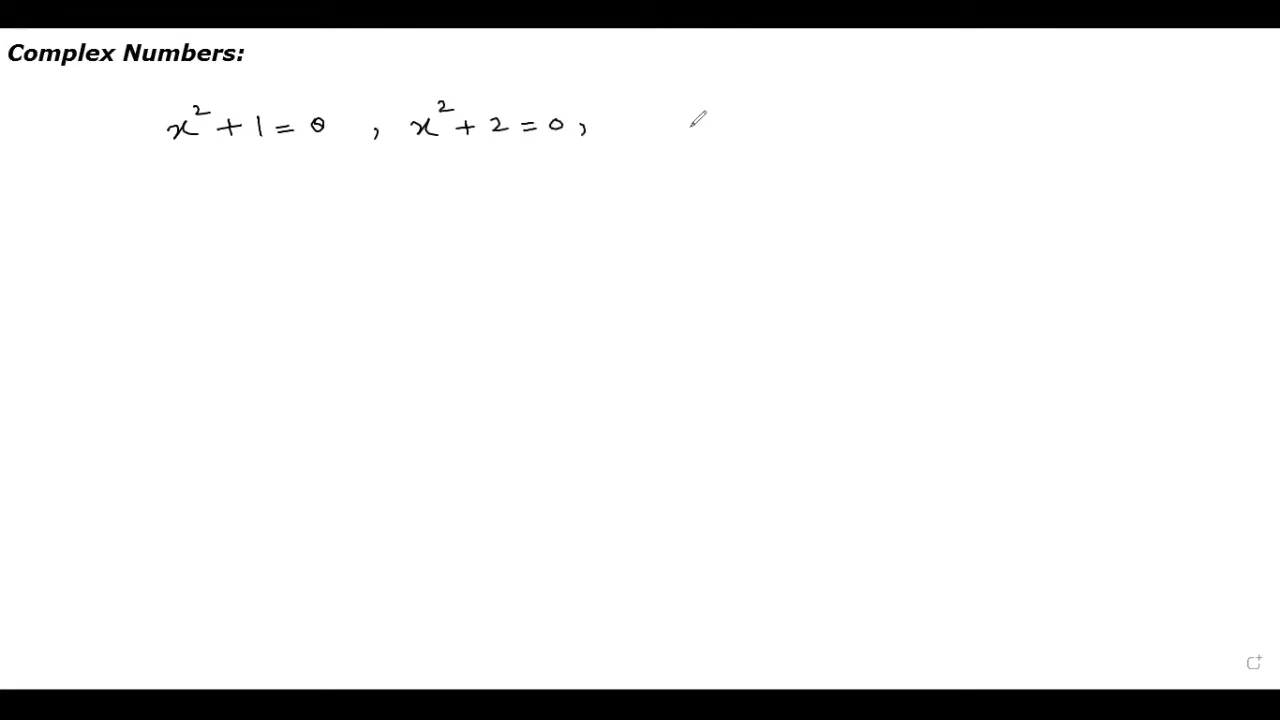 Complex Numbers:
x² + 1 = 0 , x² + 2 = 0 ,